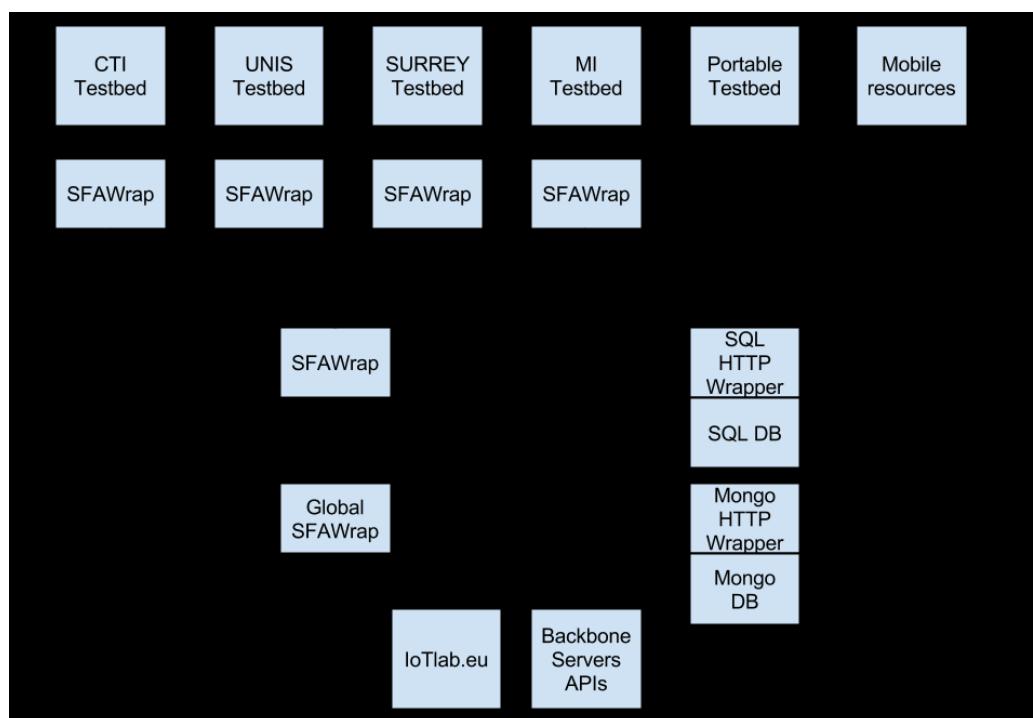 CTI
Testbed
UNIS
Testbed
SURREY
Testbed
MI
Testbed
Portable
Testbed
Mobile
resources
SFAWrap
SFAWrap
SFAWrap
SFAWrap
SFAWrap
SQL
HTTP
Wrapper
SQL DB
Global
SFAWrap
Mongo
HTTP
Wrapper
Mongo
DB
IoTlab.eu
Backbone
Servers
APIs